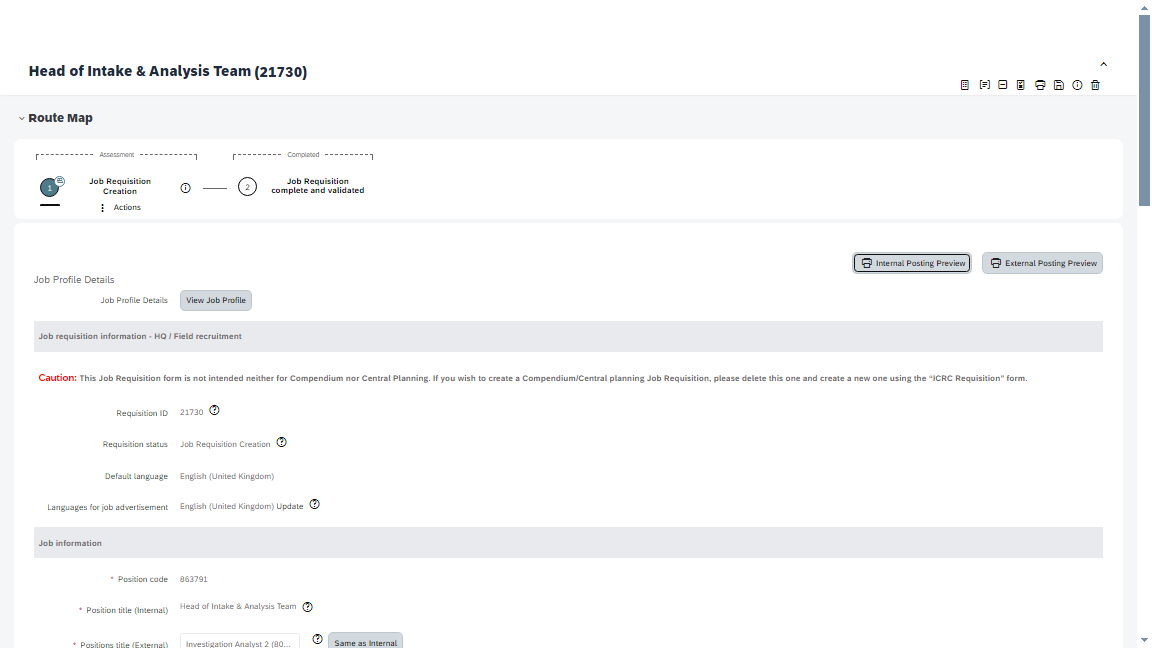 Head of Intake & Analysis Team (21730)
Route Map
Assessment
Completed
1
Job Requisition
Creation
Actions
2
Job Requisition
complete and validated
Internal Posting Preview
External Posting Preview
Job Profile Details
Job Profile Details View Job Profile
Job requisition information - HQ / Field recruitment
Caution: This Job Requisition form is not intended neither for Compendium nor Central Planning. If you wish to create a Compendium/Central planning Job Requisition, please delete this one and create a new one using the “ICRC Requisition” form.
Requisition ID 21730
Requisition status Job Requisition Creation
Default language English (United Kingdom)
Languages for job advertisement English (United Kingdom) Update
Job information
* Position code 863791
* Position title (Internal) Head of Intake & Analysis Team
* Positions title (External) Investigation Analyst 2 (80... Same as Internal